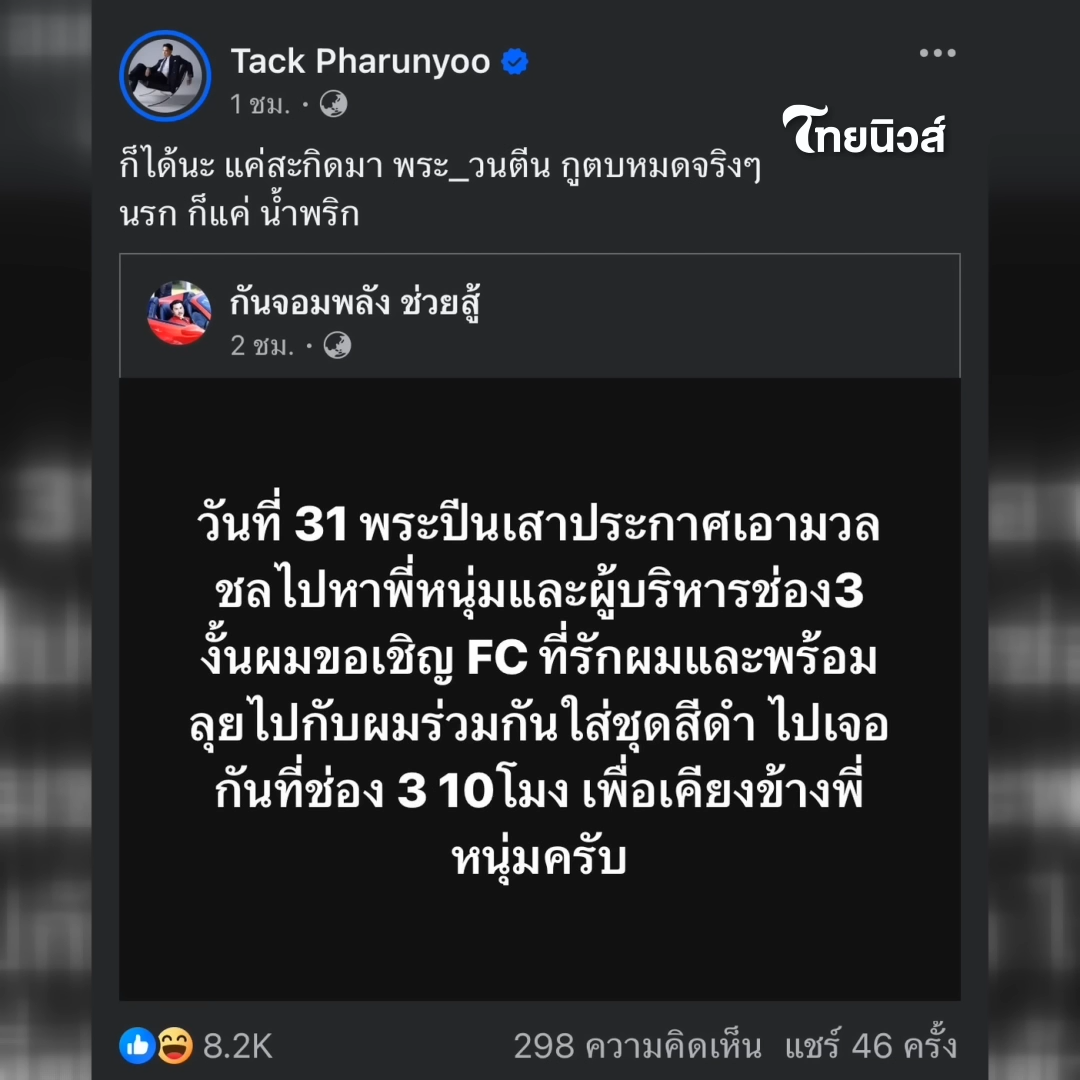 Tack Pharunyoo
1 ชม. ·
ไทยนิวส์
ก็ได้นะ แค่สะกิดมา พระ_วนตีน กูตบหมดจริงๆ
นรก ก็แค่ น้ำพริก
กันจอมพลัง ช่วยสู้
2 ชม. ·
วันที่ 31 พระปีนเสาประกาศเอามวล
ชลไปหาพี่หนุ่มและผู้บริหารช่อง3
งั้นผมขอเชิญ FC ที่รักผมและพร้อม
ลุยไปกับผมร่วมกันใส่ชุดสีดำ ไปเจอ
กันที่ช่อง 3 10โมง เพื่อเคียงข้างพี่
หนุ่มครับ
8.2K
298 ความคิดเห็น แชร์ 46 ครั้ง